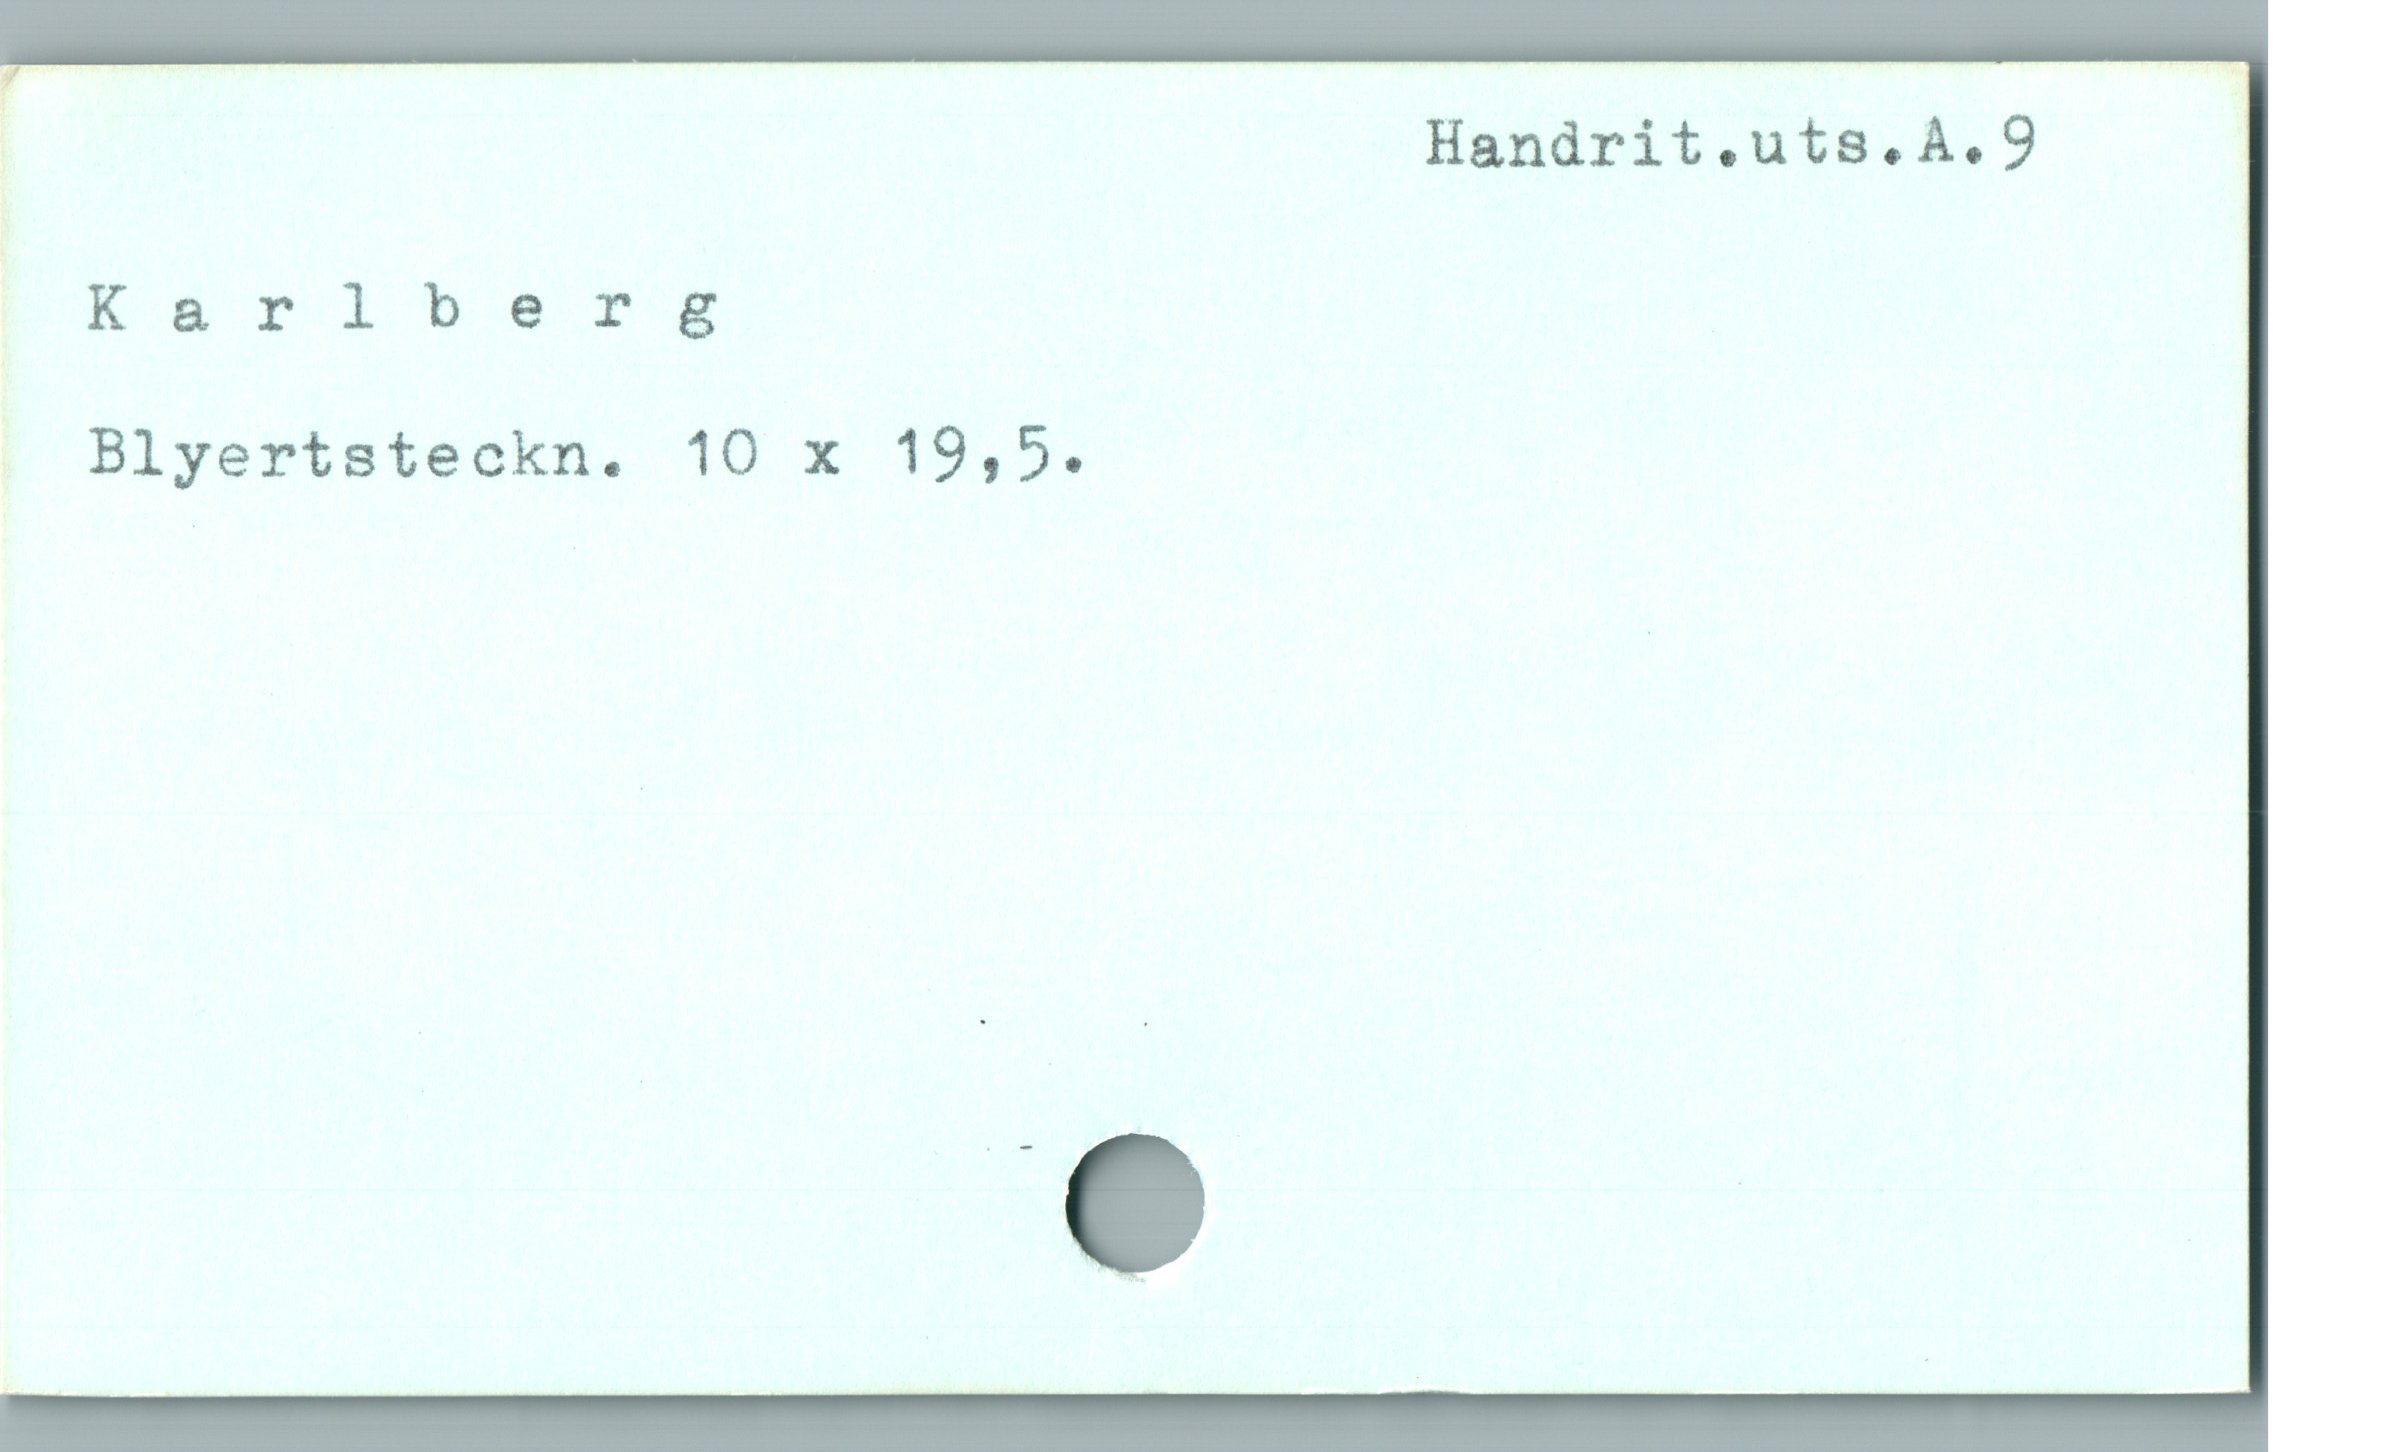 Handrit.uts.A.9
K a r l b e r g
Blyertsteckn. 10 x 19,5.